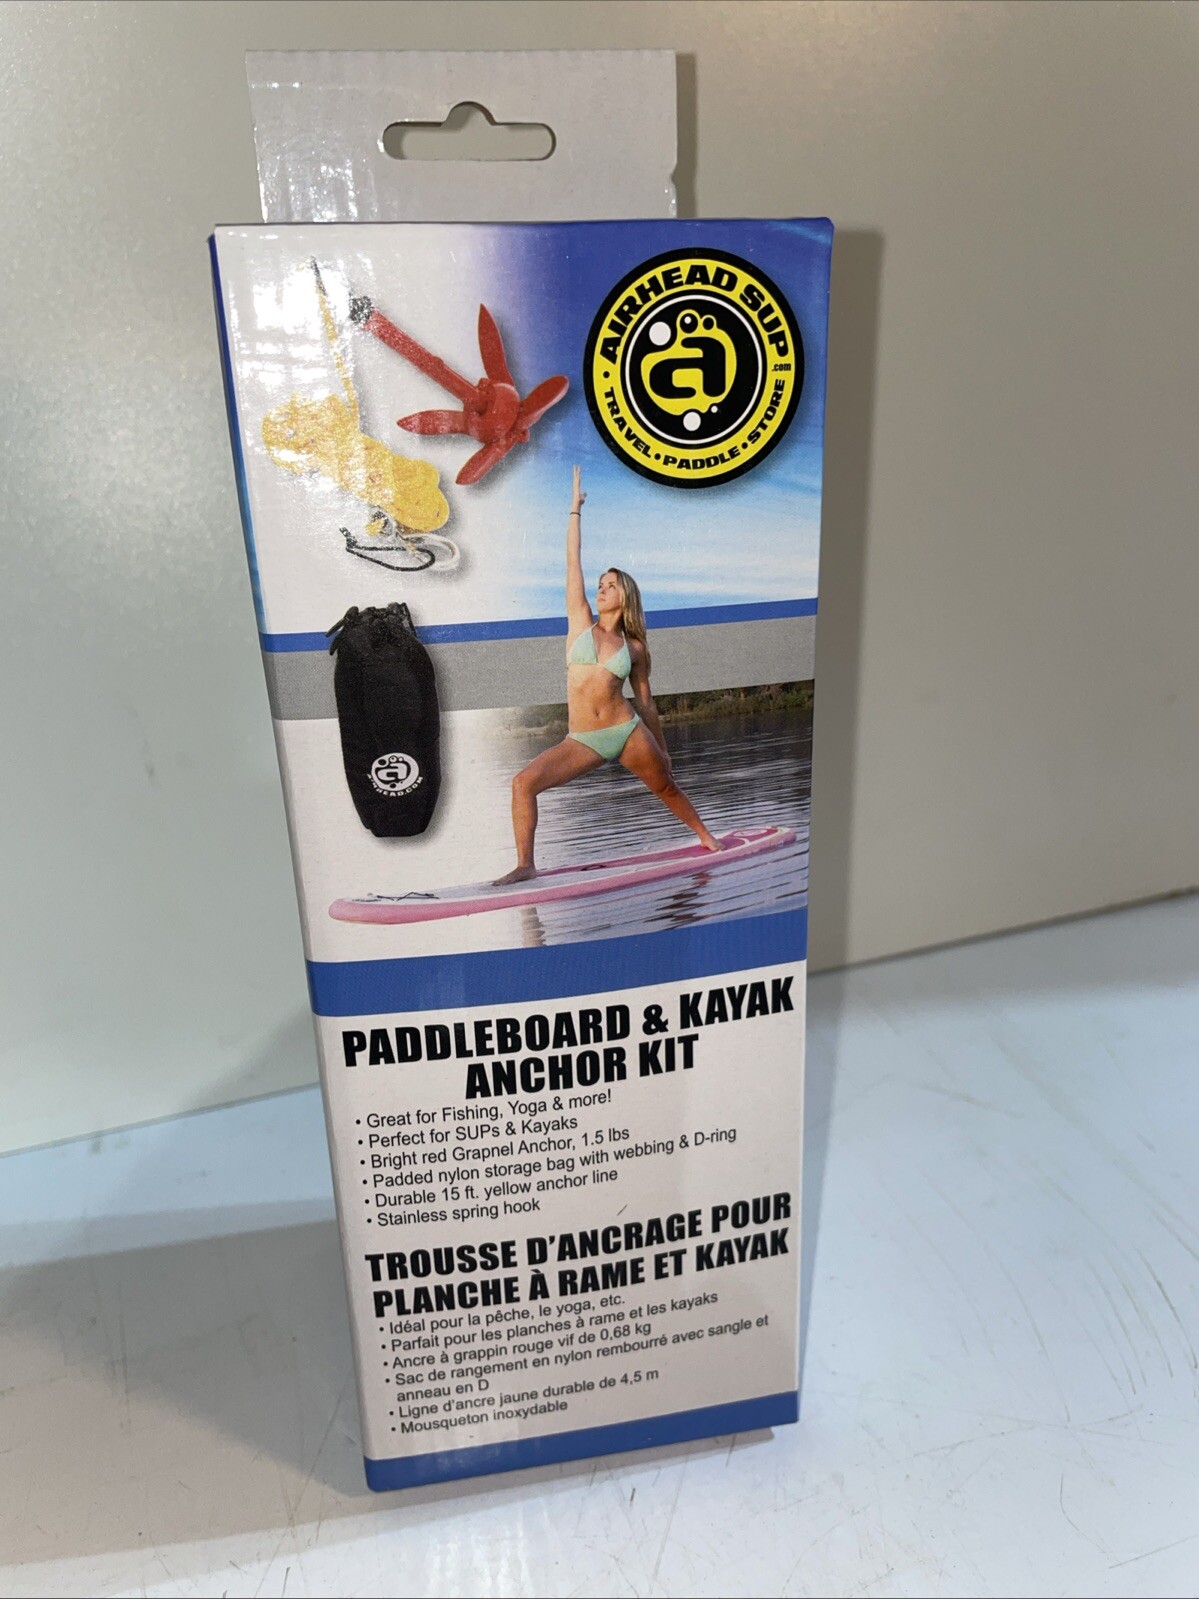 AIRHEAD SUP
.com
TRAVEL • PADDLE • STORE
a
a
AIRHEAD.COM
PADDLEBOARD & KAYAK
ANCHOR KIT
• Great for Fishing, Yoga & more!
• Perfect for SUPs & Kayaks
• Bright red Grapnel Anchor, 1.5 lbs
• Padded nylon storage bag with webbing & D-ring
• Durable 15 ft. yellow anchor line
• Stainless spring hook
TROUSSE D'ANCRAGE POUR
PLANCHE À RAME ET KAYAK
• Idéal pour la pêche, le yoga, etc.
• Parfait pour les planches à rame et les kayaks
• Ancre à grappin rouge vif de 0,68 kg
• Sac de rangement en nylon rembourré avec sangle et
anneau en D
• Ligne d'ancre jaune durable de 4,5 m
• Mousqueton inoxydable